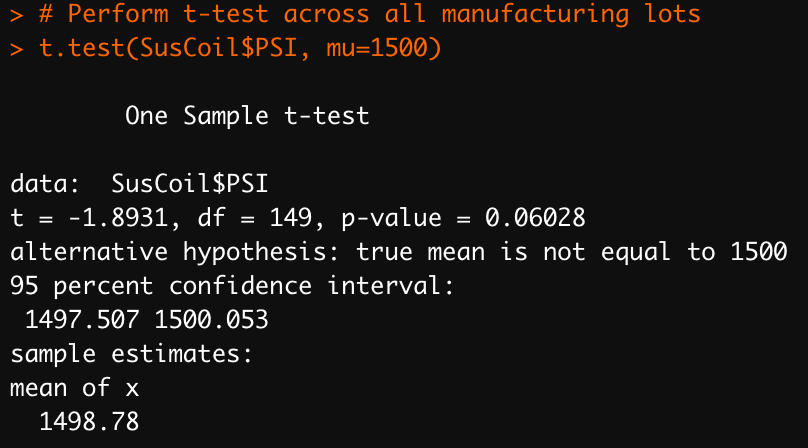 > # Perform t-test across all manufacturing lots
> t.test(SusCoil$PSI, mu=1500)
One Sample t-test
data:  SusCoil$PSI
t = -1.8931, df = 149, p-value = 0.06028
alternative hypothesis: true mean is not equal to 1500
95 percent confidence interval:
1497.507 1500.053
sample estimates:
mean of x
1498.78